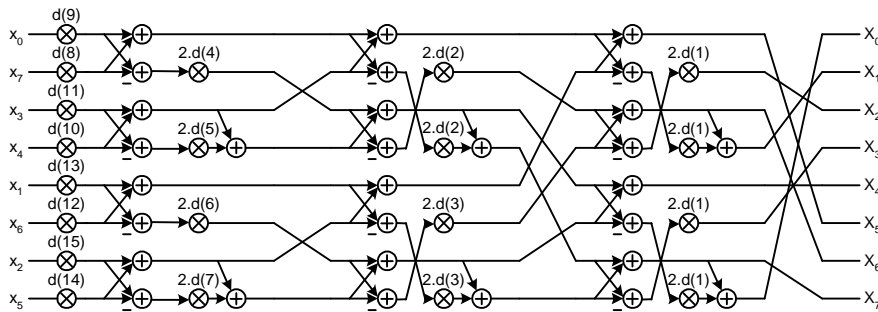 d(9)
x0 X0
d(8) 2.d(4) 2.d(2) 2.d(1)
x7 X1
d(11)
x3 X2
d(10) 2.d(5) 2.d(2) 2.d(1)
x4 X3
d(13)
x1 X4
d(12) 2.d(6) 2.d(3) 2.d(1)
x6 X5
d(15)
x2 X6
d(14) 2.d(7) 2.d(3) 2.d(1)
x5 X7